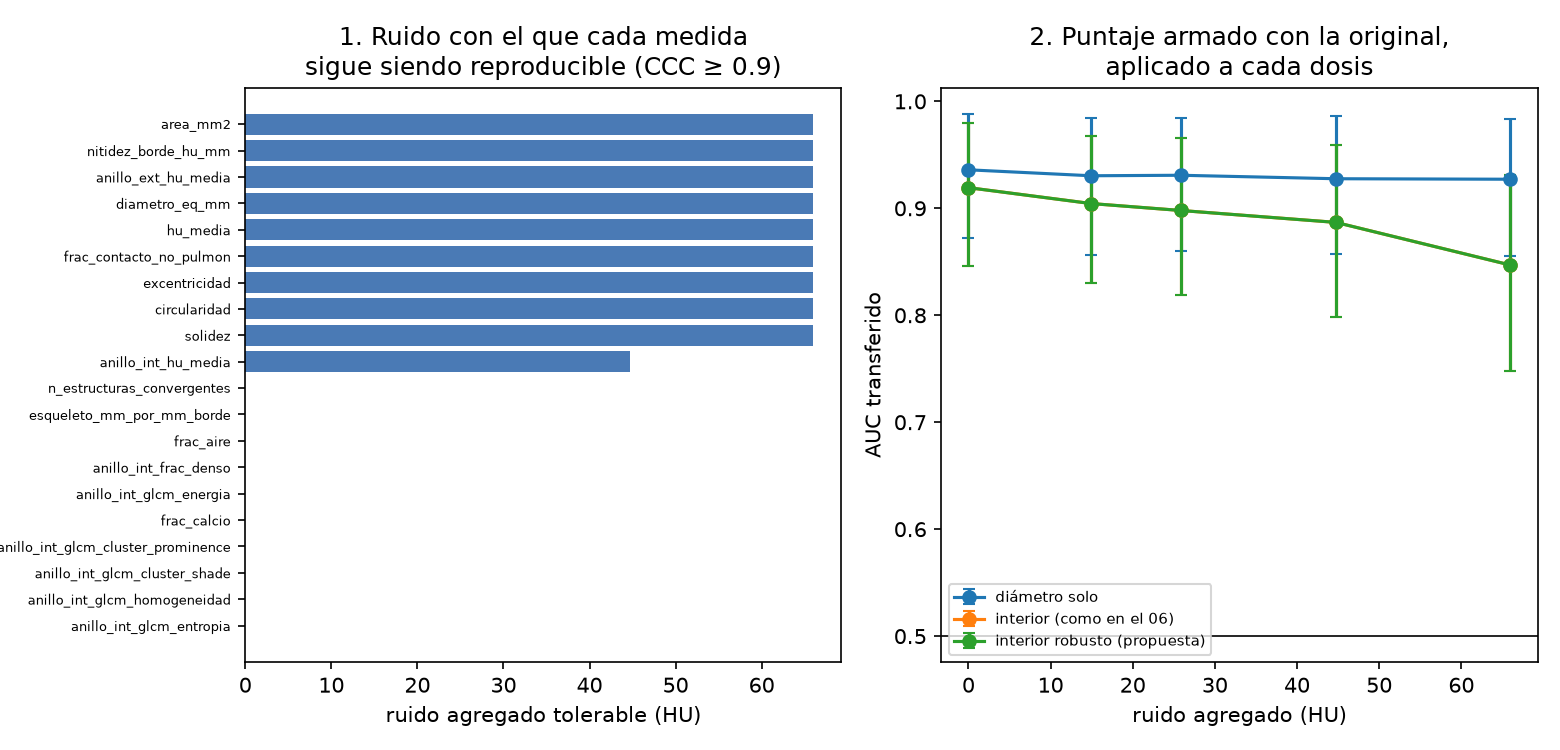 1. Ruido con el que cada medida
sigue siendo reproducible (CCC ≥ 0.9)
area_mm2
nitidez_borde_hu_mm
anillo_ext_hu_media
diametro_eq_mm
hu_media
frac_contacto_no_pulmon
excentricidad
circularidad
solidez
anillo_int_hu_media
n_estructuras_convergentes
esqueleto_mm_por_mm_borde
frac_aire
anillo_int_frac_denso
anillo_int_glcm_energia
frac_calcio
anillo_int_glcm_cluster_prominence
anillo_int_glcm_cluster_shade
anillo_int_glcm_homogeneidad
anillo_int_glcm_entropia
0 10 20 30 40 50 60
ruido agregado tolerable (HU)
2. Puntaje armado con la original,
aplicado a cada dosis
AUC transferido
1.0
0.9
0.8
0.7
0.6
0.5
diámetro solo
interior (como en el 06)
interior robusto (propuesta)
0 10 20 30 40 50 60
ruido agregado (HU)